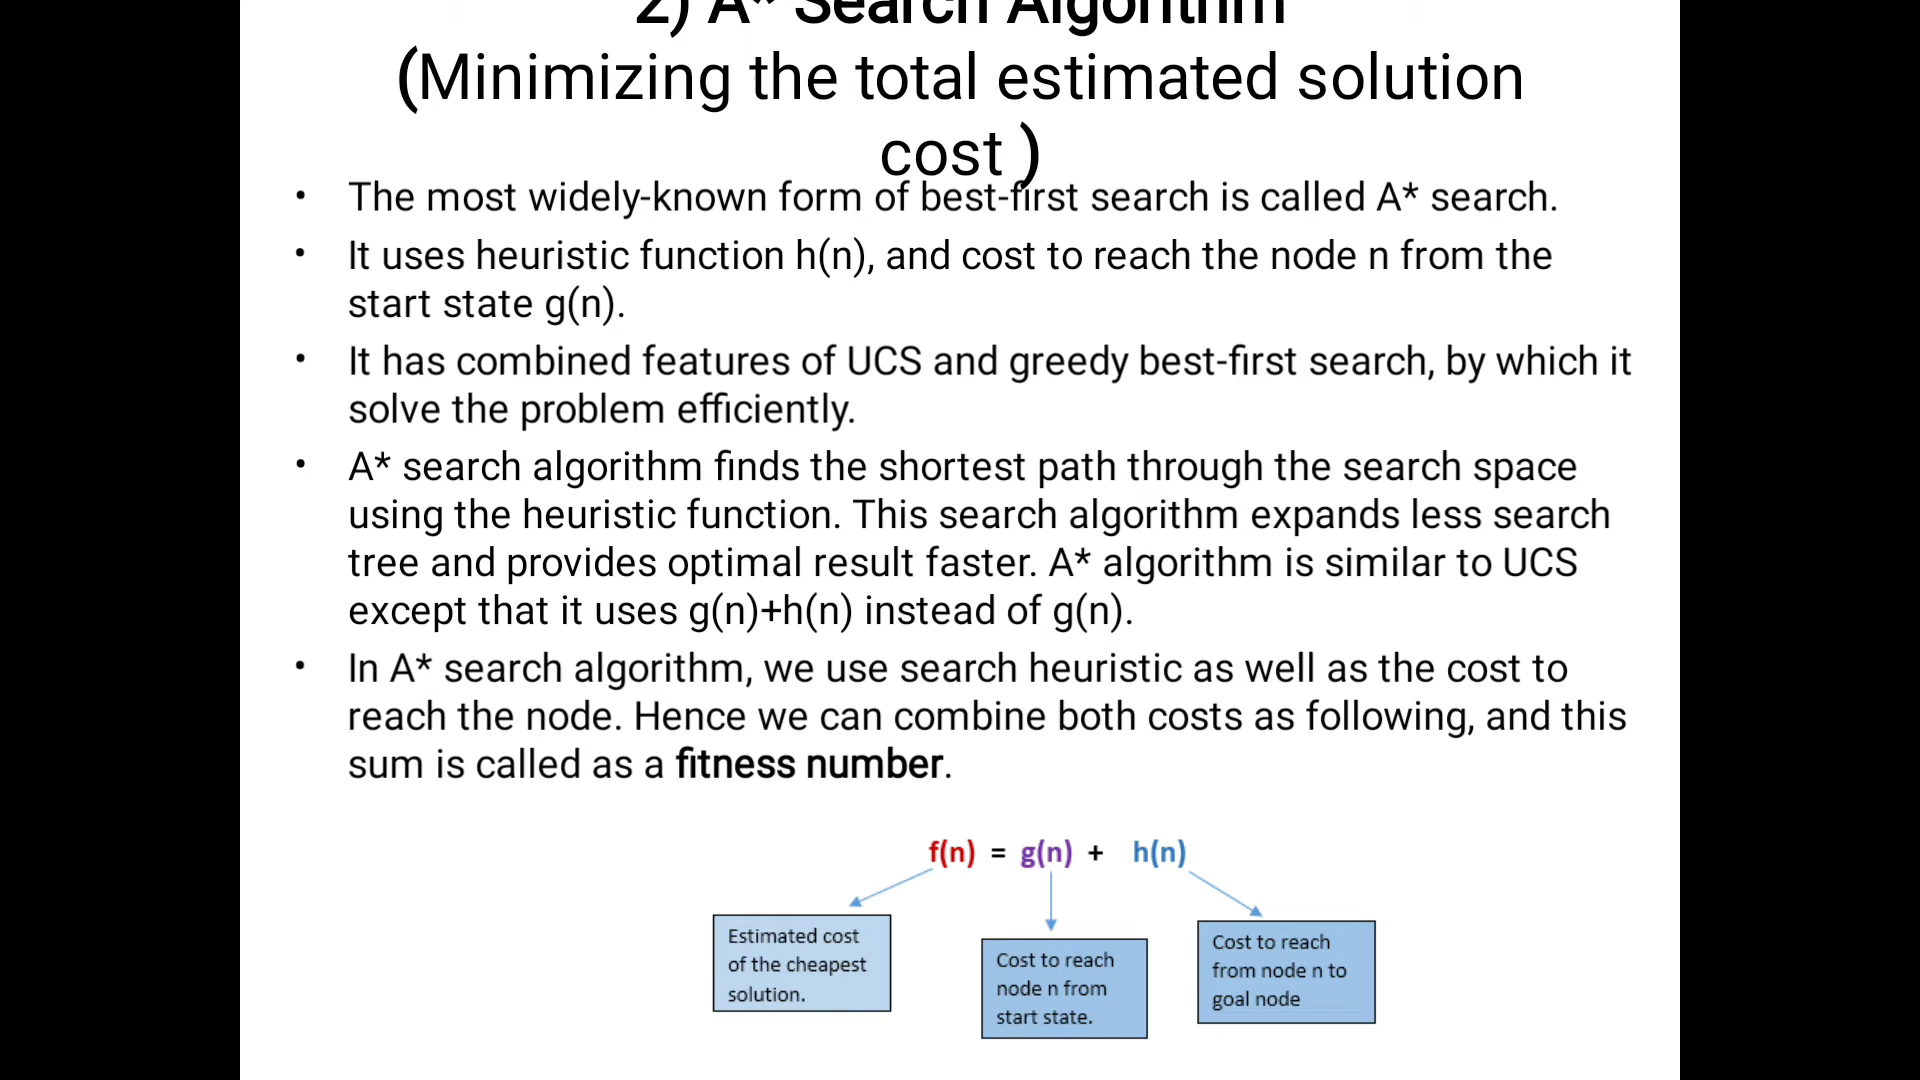 2) A* Search Algorithm
(Minimizing the total estimated solution
cost )
• The most widely-known form of best-first search is called A* search.
• It uses heuristic function h(n), and cost to reach the node n from the
start state g(n).
• It has combined features of UCS and greedy best-first search, by which it
solve the problem efficiently.
• A* search algorithm finds the shortest path through the search space
using the heuristic function. This search algorithm expands less search
tree and provides optimal result faster. A* algorithm is similar to UCS
except that it uses g(n)+h(n) instead of g(n).
• In A* search algorithm, we use search heuristic as well as the cost to
reach the node. Hence we can combine both costs as following, and this
sum is called as a fitness number.
f(n) = g(n) + h(n)
Estimated cost
of the cheapest
solution.
Cost to reach
node n from
start state.
Cost to reach
from node n to
goal node